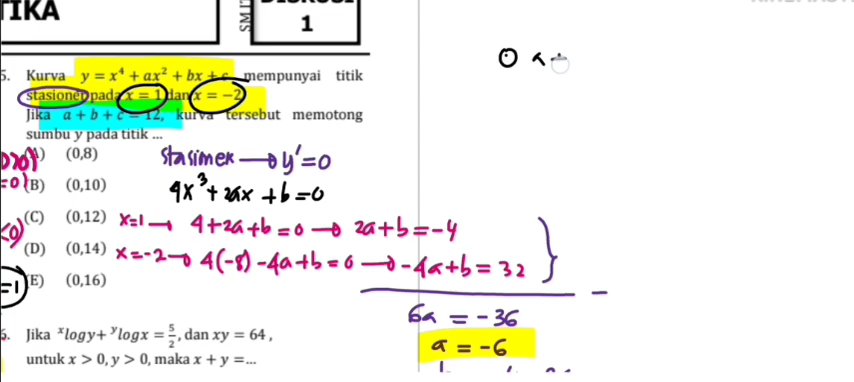 TIKA
SMI
1
5. Kurva y = x⁴ + ax² + bx + c mempunyai titik
stasioner pada x = 1 dan x = −2
Jika a + b + c = 12, kurva tersebut memotong
sumbu y pada titik ...
(0,8)
(B) (0,10)
(C) (0,12)
(D) (0,14)
(E) (0,16)
stasioner → y' = 0
4x³ + 2ax + b = 0
x=1 → 4 + 2a + b = 0 → 2a + b = −4
x=−2 → 4(−8) − 4a + b = 0 → −4a + b = 32
6a = −36
a = −6
Jika ˣlogy + ʸlogx = 5/2, dan xy = 64,
untuk x > 0, y > 0, maka x + y =...